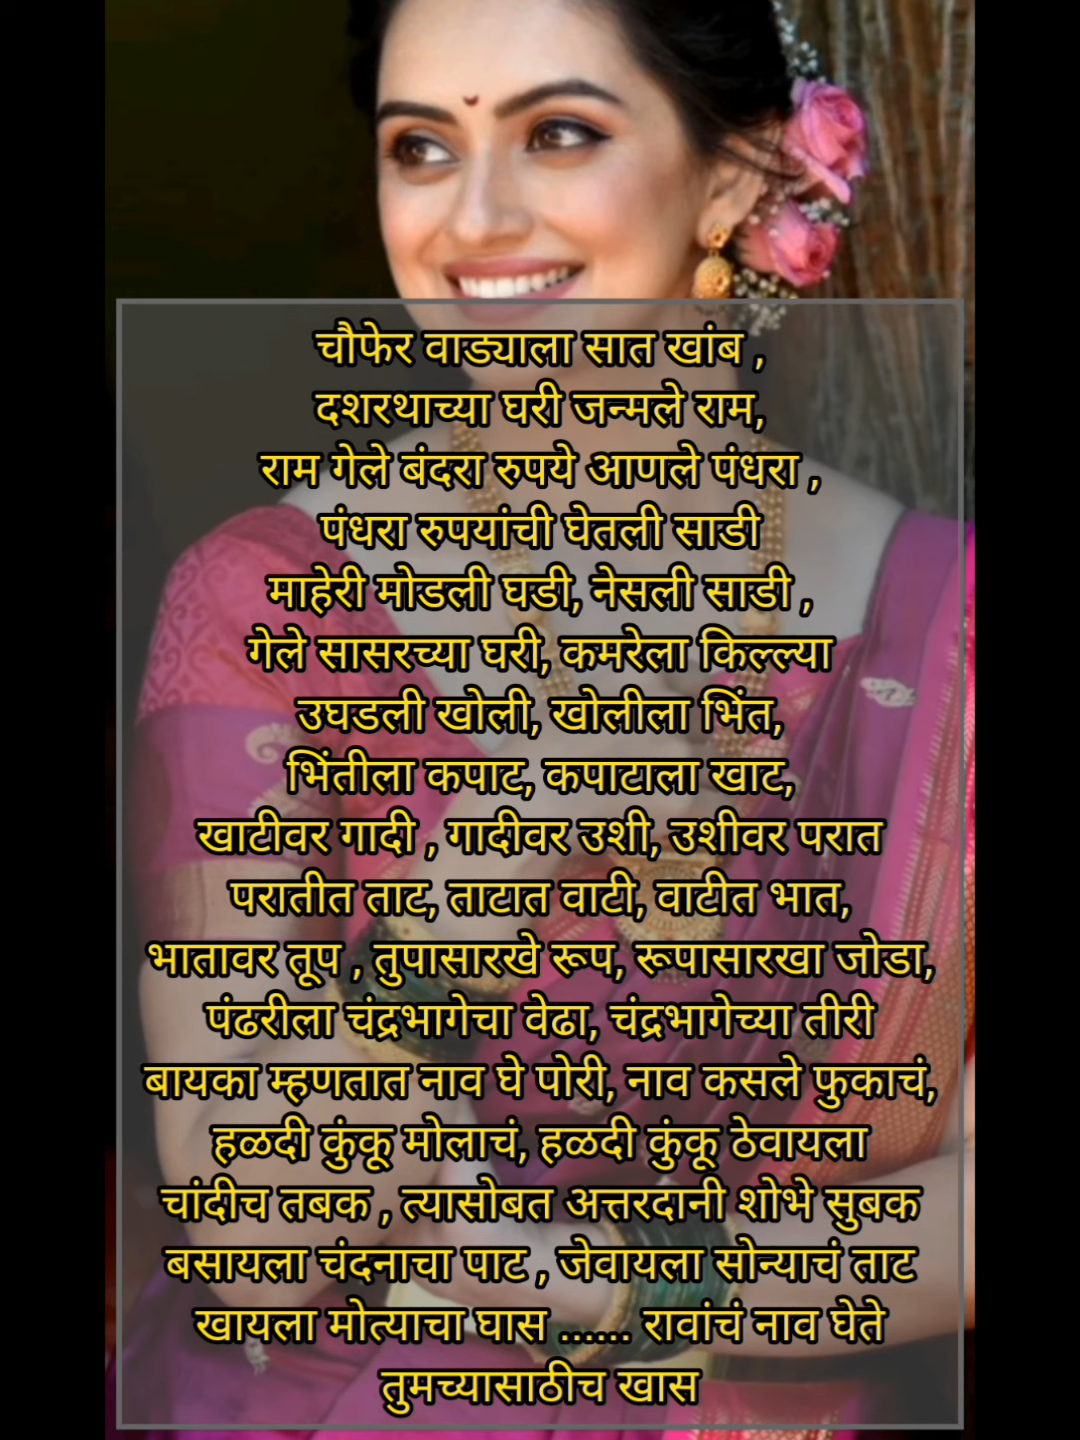 चौफेर वाड्याला सात खांब ,
दशरथाच्या घरी जन्मले राम,
राम गेले बंदरा रुपये आणले पंधरा ,
पंधरा रुपयांची घेतली साडी
माहेरी मोडली घडी, नेसली साडी ,
गेले सासरच्या घरी, कमरेला किल्ल्या
उघडली खोली, खोलीला भिंत,
भिंतीला कपाट, कपाटाला खाट,
खाटीवर गादी , गादीवर उशी, उशीवर परात
परातीत ताट, ताटात वाटी, वाटीत भात,
भातावर तूप , तुपासारखे रूप, रूपासारखा जोडा,
पंढरीला चंद्रभागेचा वेढा, चंद्रभागेच्या तीरी
बायका म्हणतात नाव घे पोरी, नाव कसले फुकाचं,
हळदी कुंकू मोलाचं, हळदी कुंकू ठेवायला
चांदीच तबक , त्यासोबत अत्तरदानी शोभे सुबक
बसायला चंदनाचा पाट , जेवायला सोन्याचं ताट
खायला मोत्याचा घास ...... रावांचं नाव घेते
तुमच्यासाठीच खास